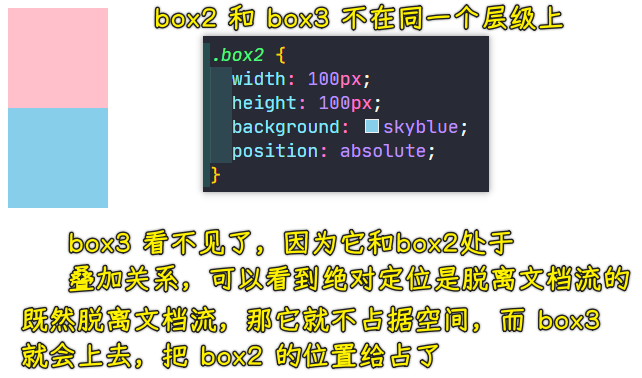 box2 和 box3 不在同一个层级上
.box2 {
width: 100px;
height: 100px;
background: skyblue;
position: absolute;
}
box3 看不见了，因为它和box2处于
叠加关系，可以看到绝对定位是脱离文档流的
既然脱离文档流，那它就不占据空间，而 box3
就会上去，把 box2 的位置给占了